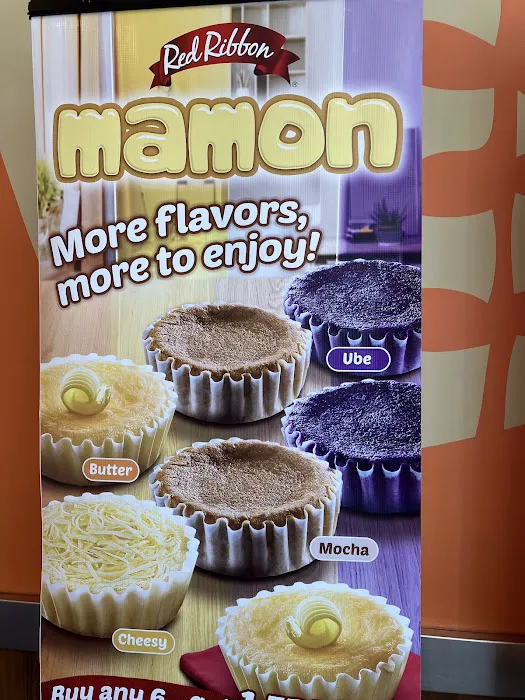 Red Ribbon
®
mamon
More flavors,
more to enjoy!
Ube
Butter
Mocha
Cheesy
Buy any 6